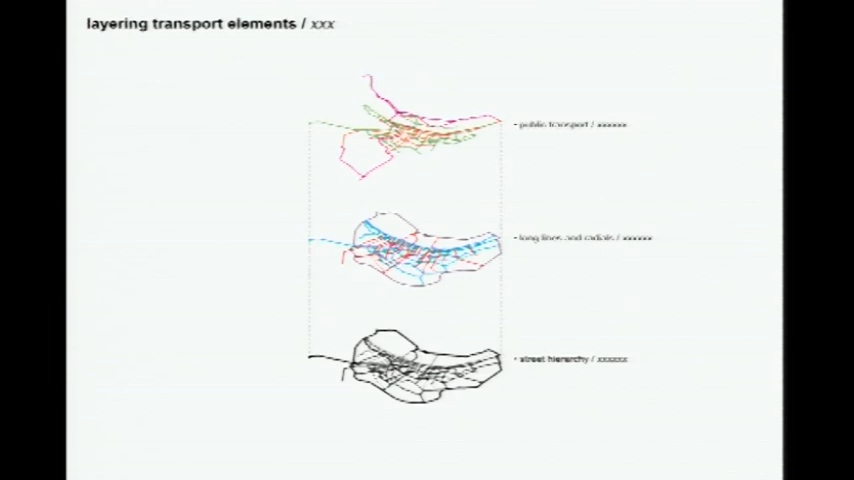 layering transport elements / xxx
- public transport / xxxxxx
- long lines and radials / xxxxxx
- street hierarchy / xxxxxx